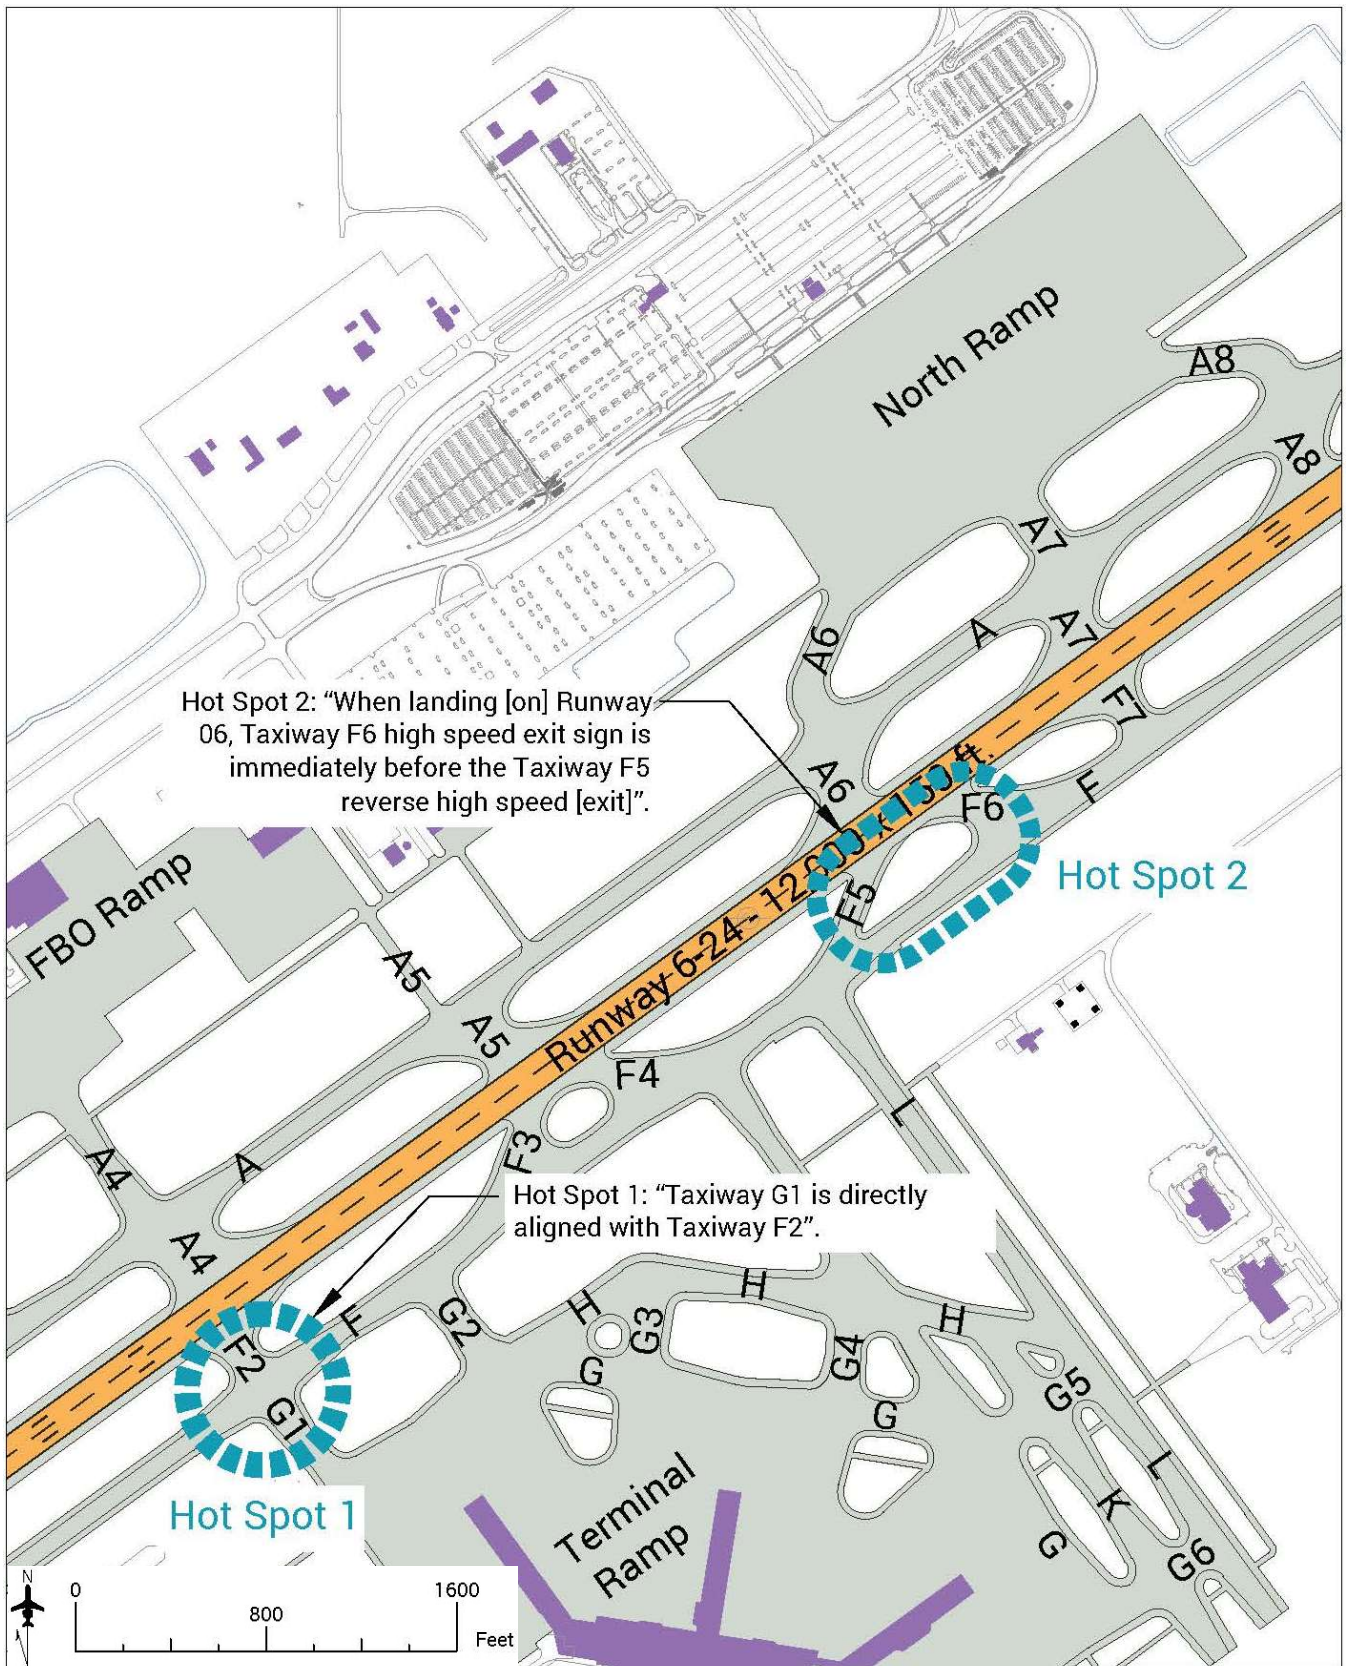 North Ramp
A8
A8
A7
A7
A
A6
Hot Spot 2: “When landing [on] Runway
06, Taxiway F6 high speed exit sign is
immediately before the Taxiway F5
reverse high speed [exit]”.
A6
F7
F
F6
Hot Spot 2
F5
Runway 6-24 - 12,000 x 150 ft.
FBO Ramp
A5
A5
F4
L
F3
A4
A
Hot Spot 1: “Taxiway G1 is directly
aligned with Taxiway F2”.
A4
H
H
H
F
G2
G3
G4
F2
G
G5
G1
G
L
Hot Spot 1
K
G
G6
Terminal
Ramp
N
0
1600
800
Feet